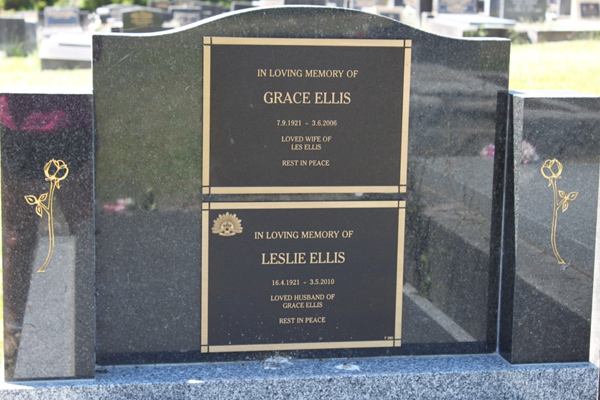 IN LOVING MEMORY OF
GRACE ELLIS
7.9.1921 - 3.6.2006
LOVED WIFE OF
LES ELLIS
REST IN PEACE
IN LOVING MEMORY OF
LESLIE ELLIS
16.4.1921 - 3.5.2010
LOVED HUSBAND OF
GRACE ELLIS
REST IN PEACE